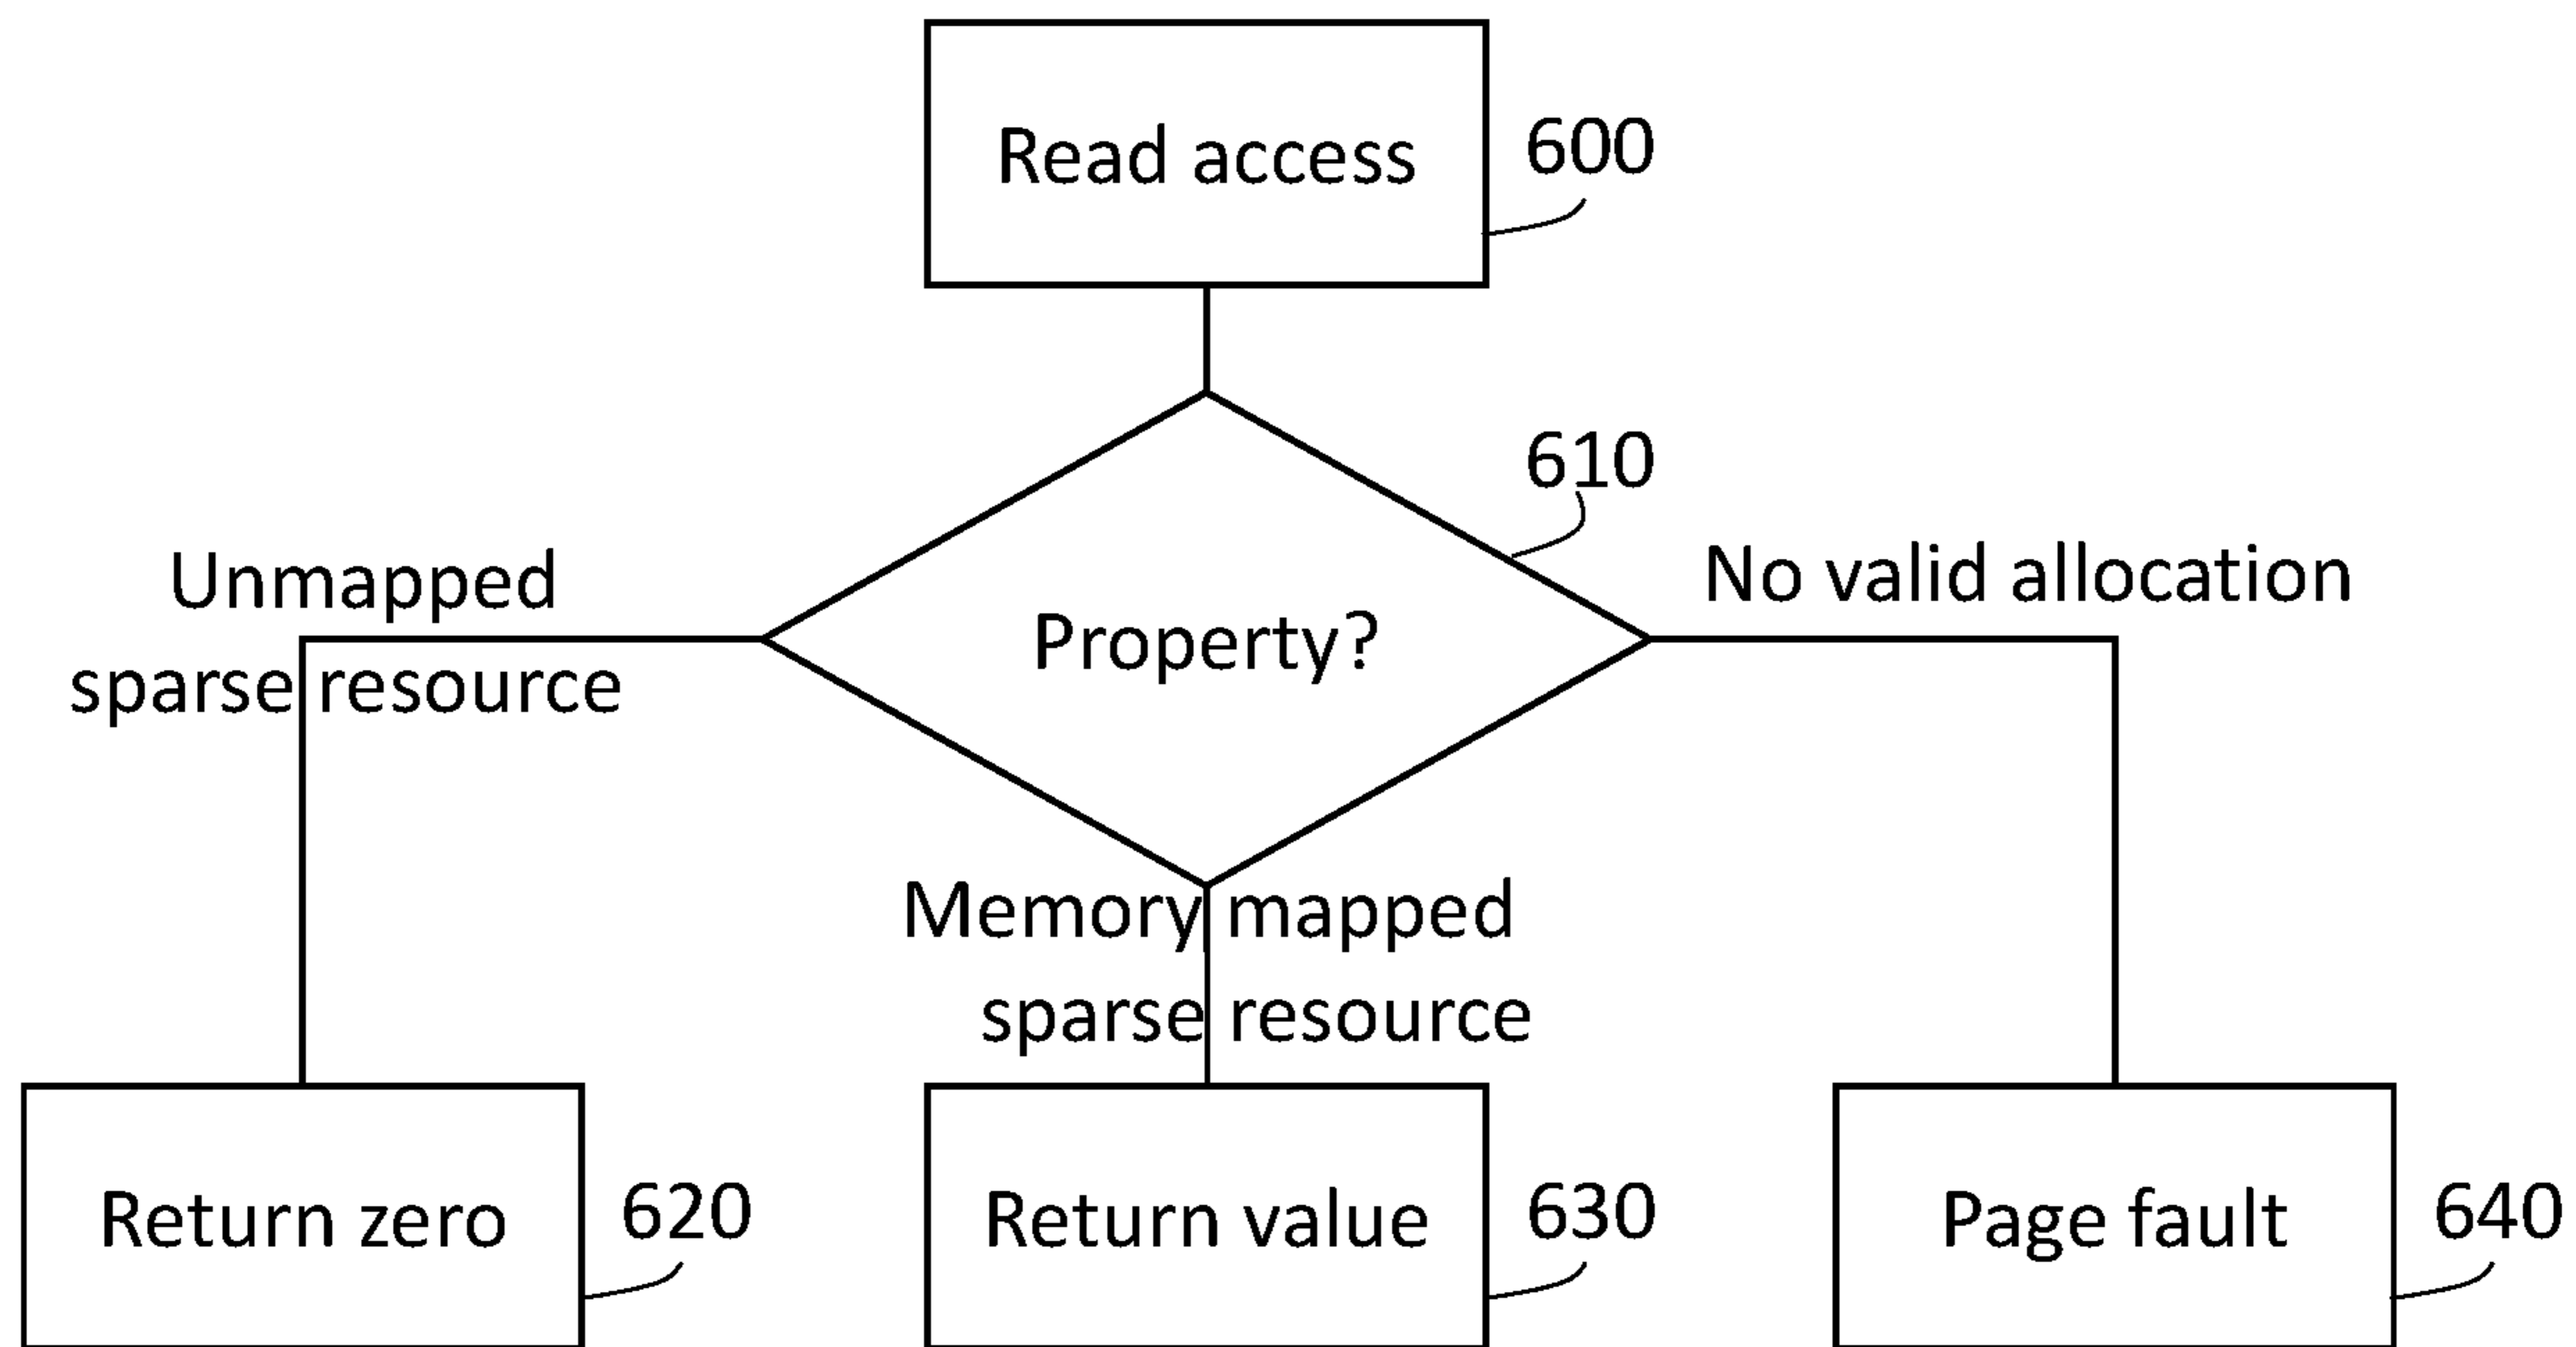 Read access
600
610
Unmapped
sparse resource
Property?
No valid allocation
Memory mapped
sparse resource
Return zero
620
Return value
630
Page fault
640